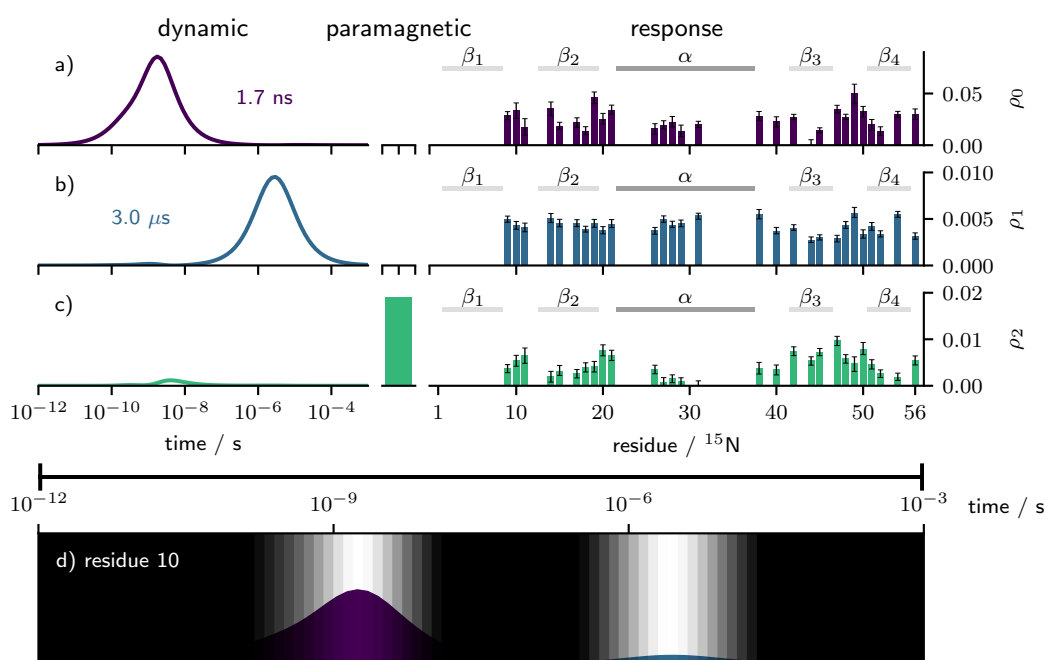 dynamic paramagnetic response
a) β₁ β₂ α β₃ β₄
1.7 ns 0.05 ρ₀
0.00
b) β₁ β₂ α β₃ β₄ 0.010
3.0 μs 0.005 ρ₁
0.000
c) β₁ β₂ α β₃ β₄ 0.02
0.01 ρ₂
0.00
10⁻¹² 10⁻¹⁰ 10⁻⁸ 10⁻⁶ 10⁻⁴ 1 10 20 30 40 50 56
time / s residue / ¹⁵N
10⁻¹² 10⁻⁹ 10⁻⁶ 10⁻³ time / s
d) residue 10